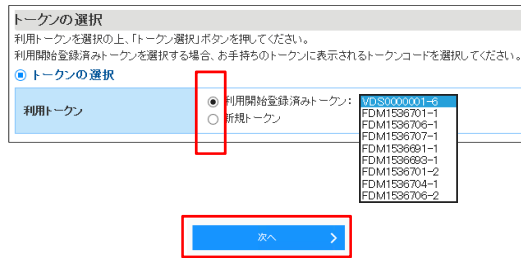 トークンの選択
利用トークンを選択の上、「トークン選択」ボタンを押してください。
利用開始登録済みトークンを選択する場合、お手持ちのトークンに表示されるトークンコードを選択してください。
トークンの選択
利用トークン
利用開始登録済みトークン：
新規トークン
VDS0000001-6
FDM1536701-1
FDM1536706-1
FDM1536707-1
FDM1536691-1
FDM1536693-1
FDM1536701-2
FDM1536704-1
FDM1536706-2
次へ